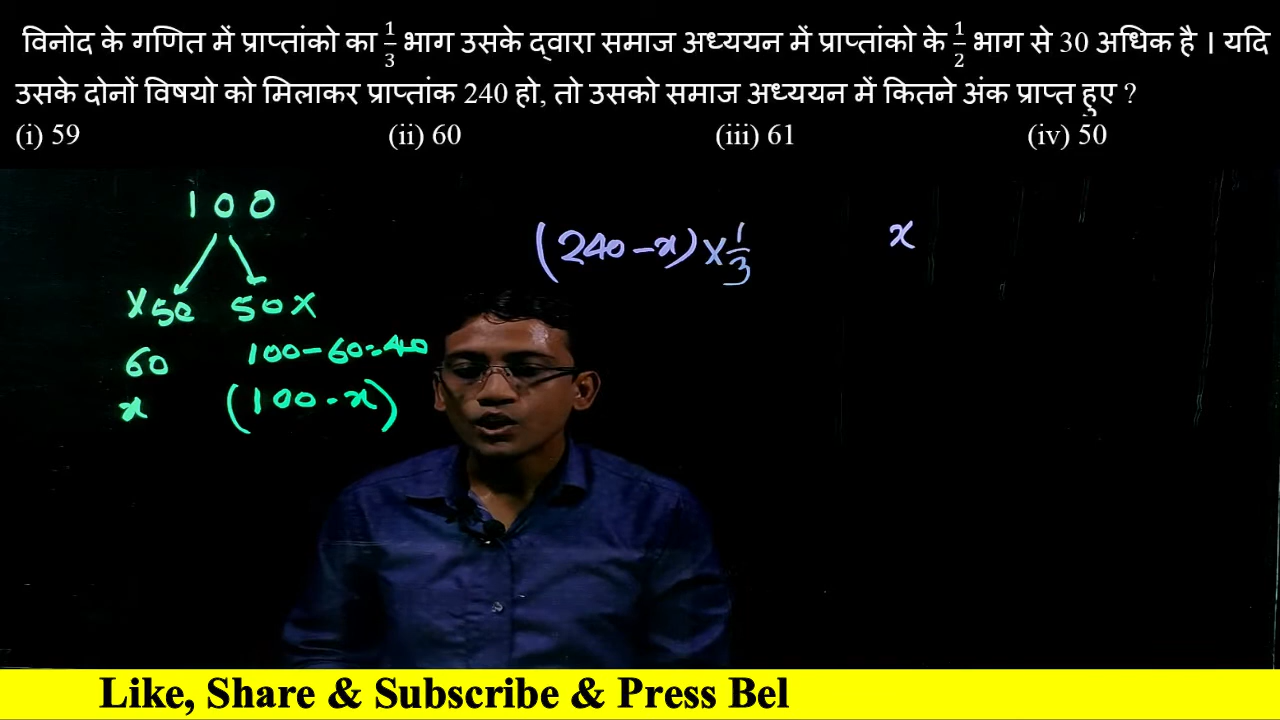 विनोद के गणित में प्राप्तांको का 1/3 भाग उसके द्वारा समाज अध्ययन में प्राप्तांको के 1/2 भाग से 30 अधिक है । यदि
उसके दोनों विषयो को मिलाकर प्राप्तांक 240 हो, तो उसको समाज अध्ययन में कितने अंक प्राप्त हुए ?
(i) 59 (ii) 60 (iii) 61 (iv) 50
100
(240-x)×1/3 x
x50 50x
60 100-60=40
x (100-x)
Like, Share & Subscribe & Press Bel